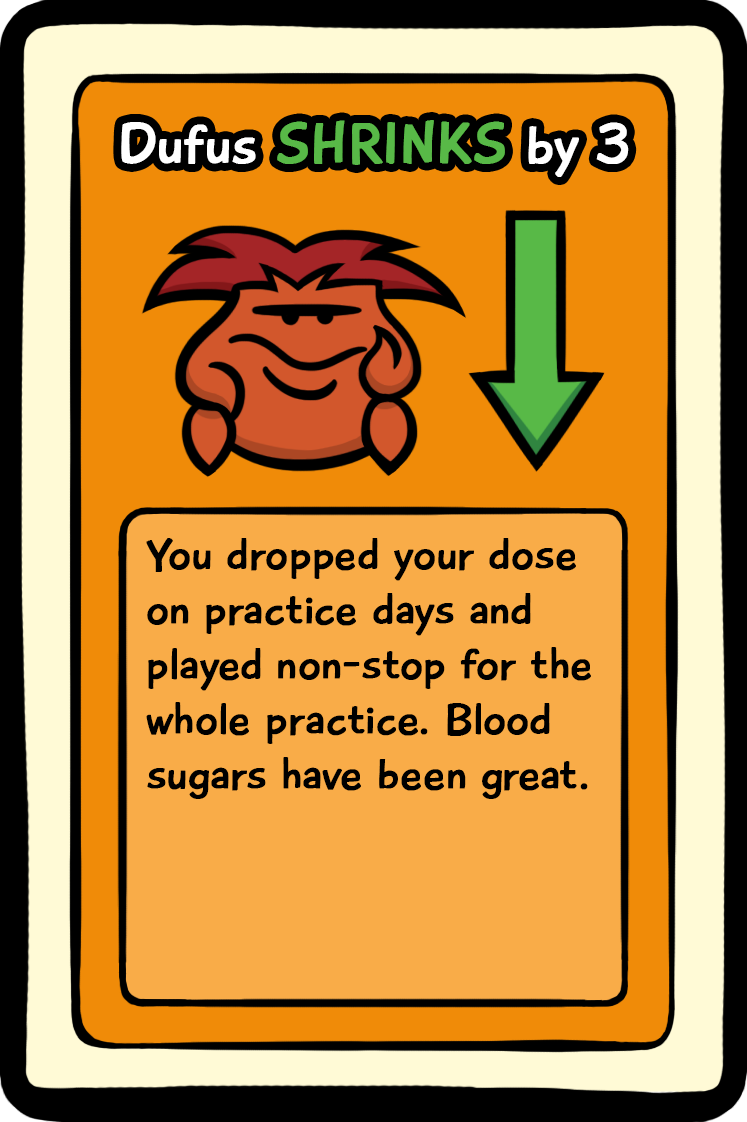 Dufus SHRINKS by 3
You dropped your dose
on practice days and
played non-stop for the
whole practice. Blood
sugars have been great.